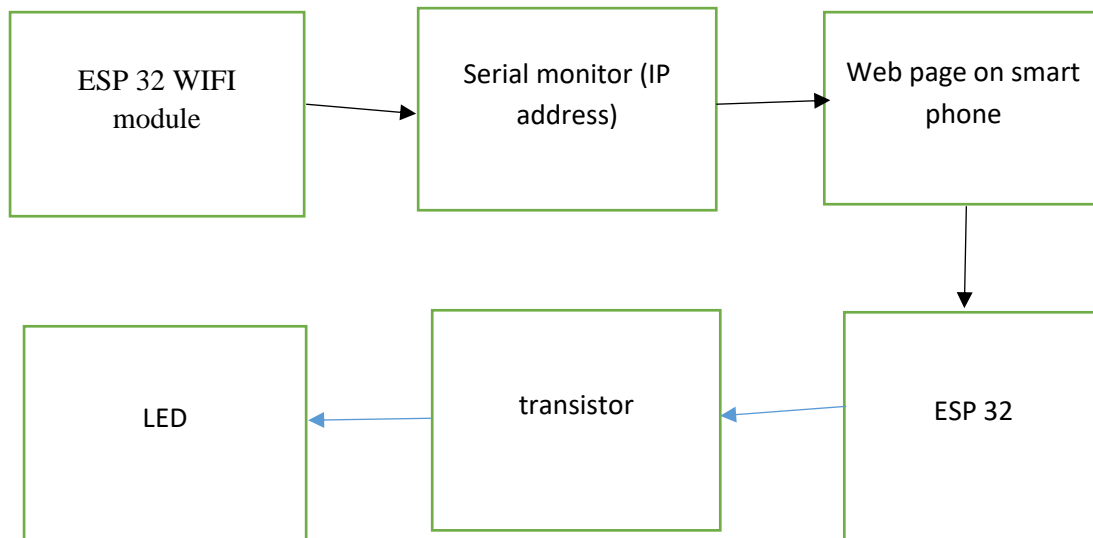 ESP 32 WIFI
module
Serial monitor (IP
address)
Web page on smart
phone
LED
transistor
ESP 32